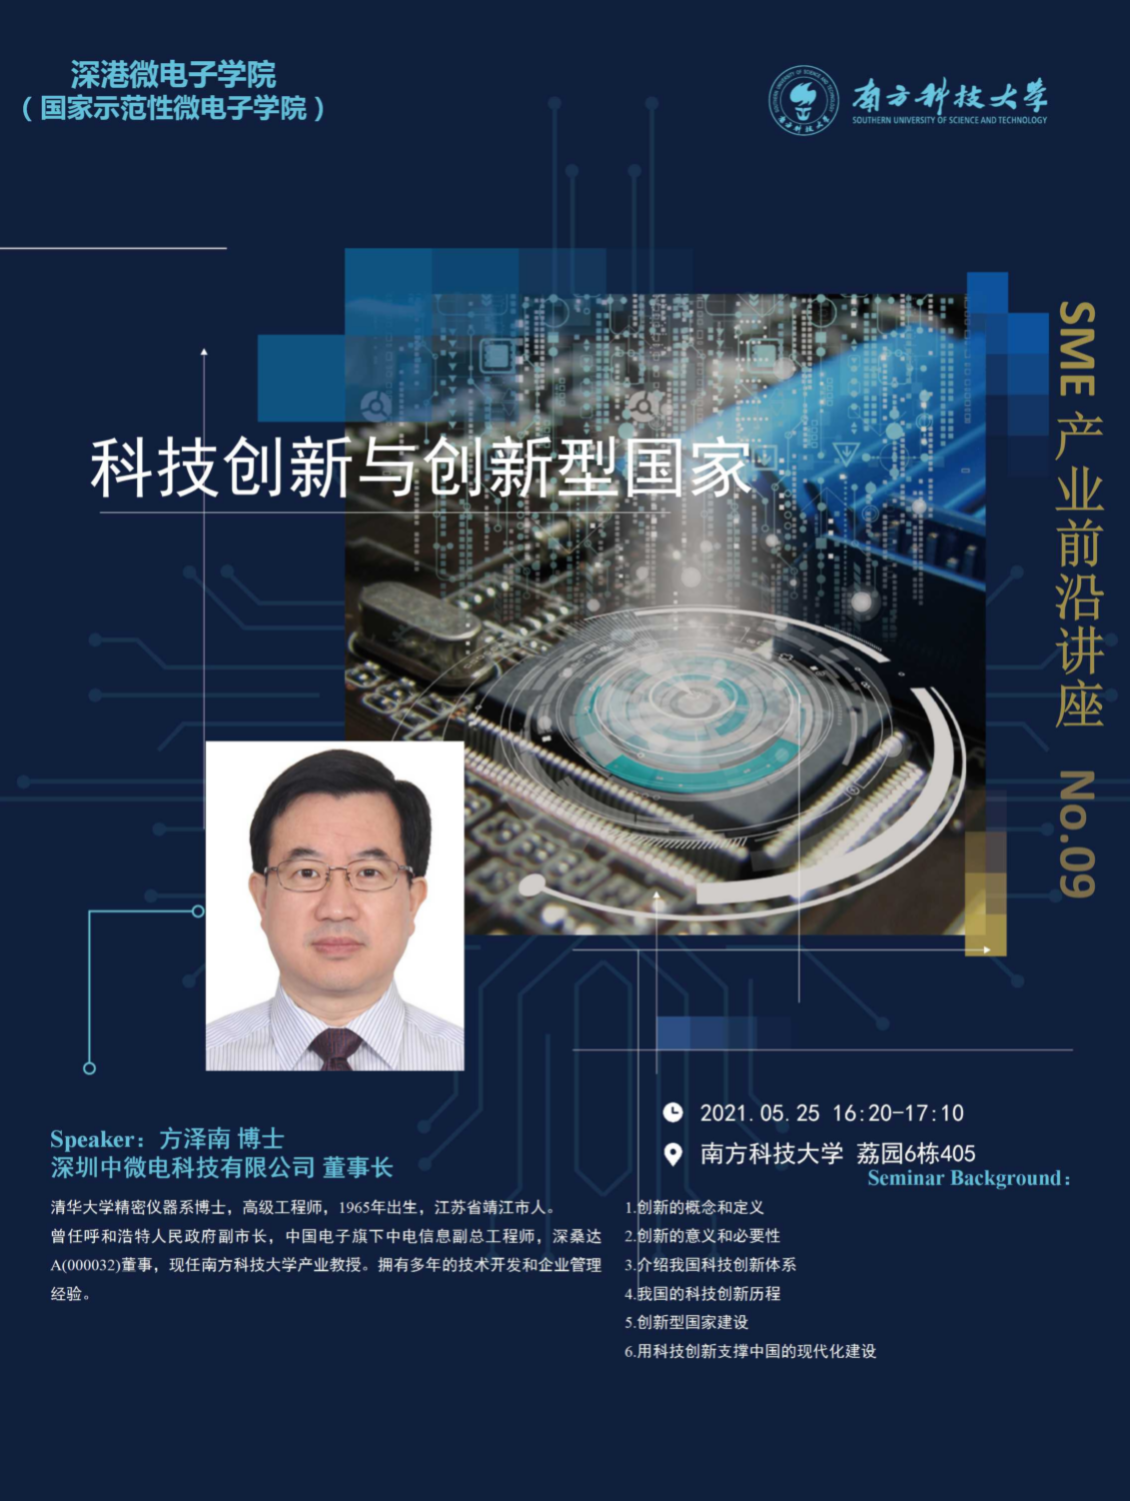 深港微电子学院
（国家示范性微电子学院）
南方科技大学
SOUTHERN UNIVERSITY OF SCIENCE AND TECHNOLOGY
科技创新与创新型国家
SME 产业前沿讲座 No.09
2021.05.25 16:20-17:10
南方科技大学 荔园6栋405
Speaker：方泽南 博士
深圳中微电科技有限公司 董事长
清华大学精密仪器系博士，高级工程师，1965年出生，江苏省靖江市人。
曾任呼和浩特人民政府副市长，中国电子旗下中电信息副总工程师，深桑达
A(000032)董事，现任南方科技大学产业教授。拥有多年的技术开发和企业管理
经验。
Seminar Background：
1.创新的概念和定义
2.创新的意义和必要性
3.介绍我国科技创新体系
4.我国的科技创新历程
5.创新型国家建设
6.用科技创新支撑中国的现代化建设